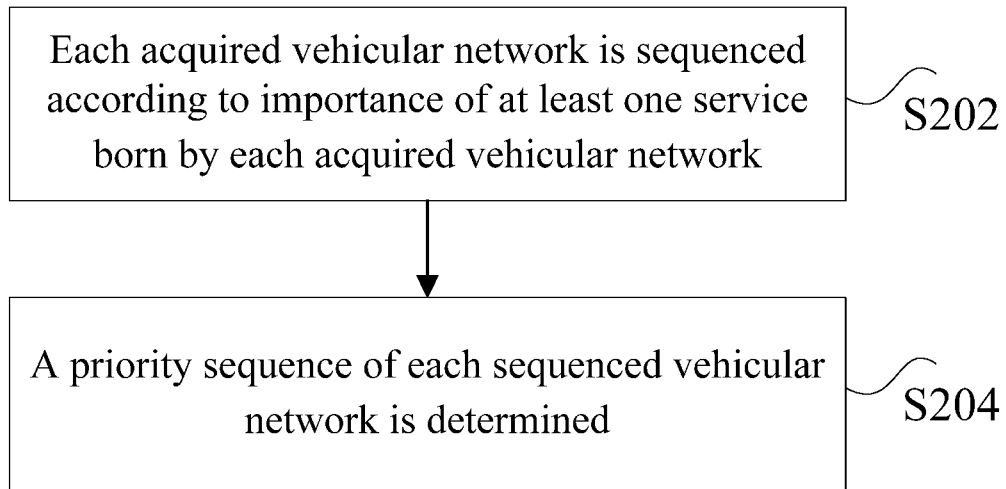 Each acquired vehicular network is sequenced
according to importance of at least one service
born by each acquired vehicular network
S202
A priority sequence of each sequenced vehicular
network is determined
S204